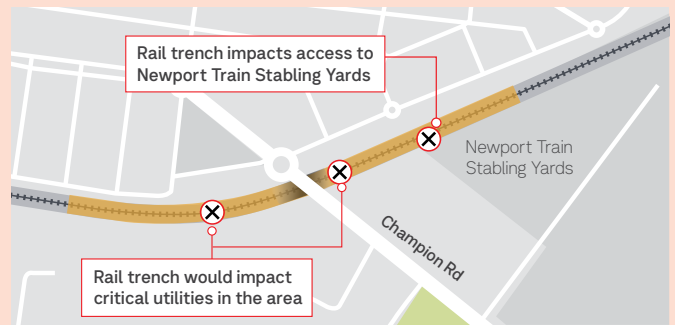 Rail trench impacts access to
Newport Train Stabling Yards
Newport Train
Stabling Yards
Champion Rd
Rail trench would impact
critical utilities in the area